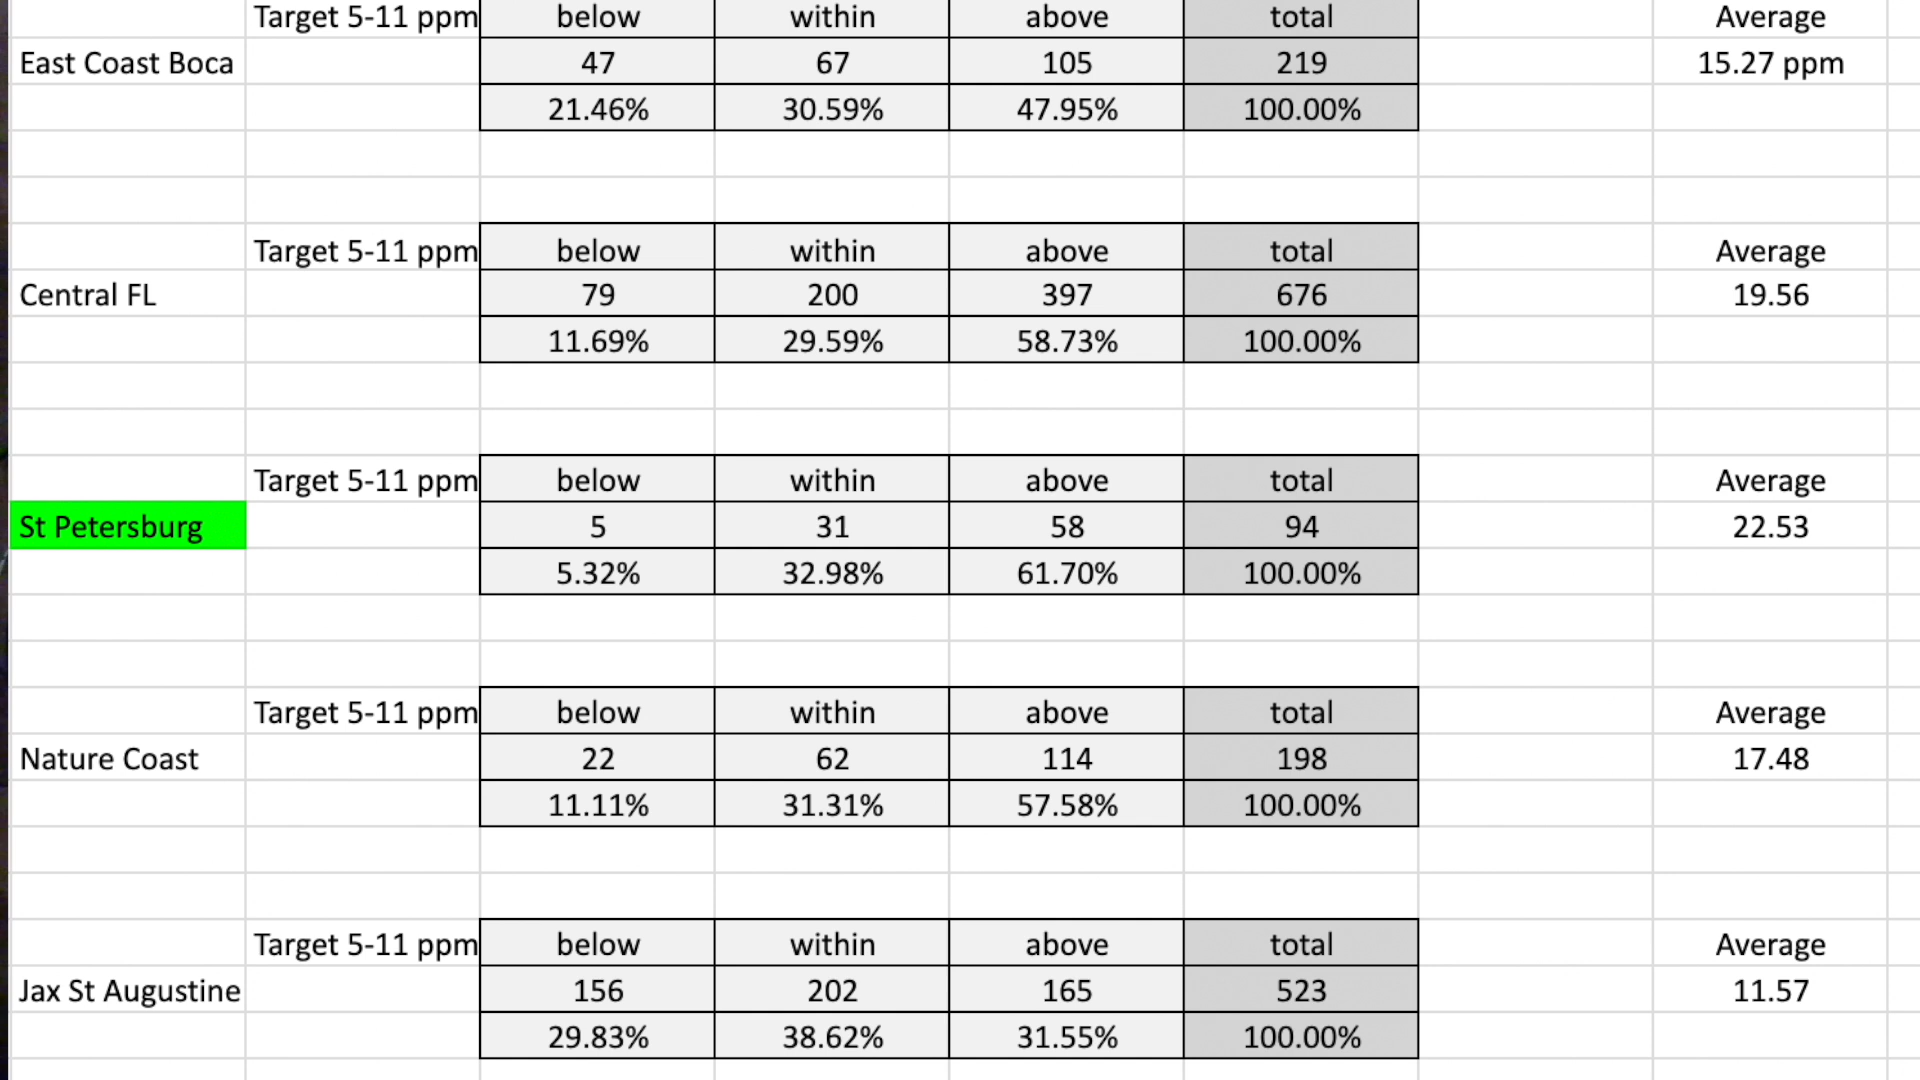 Target 5-11 ppm below within above total Average
East Coast Boca 47 67 105 219 15.27 ppm
21.46% 30.59% 47.95% 100.00%
Target 5-11 ppm below within above total Average
Central FL 79 200 397 676 19.56
11.69% 29.59% 58.73% 100.00%
Target 5-11 ppm below within above total Average
St Petersburg 5 31 58 94 22.53
5.32% 32.98% 61.70% 100.00%
Target 5-11 ppm below within above total Average
Nature Coast 22 62 114 198 17.48
11.11% 31.31% 57.58% 100.00%
Target 5-11 ppm below within above total Average
Jax St Augustine 156 202 165 523 11.57
29.83% 38.62% 31.55% 100.00%